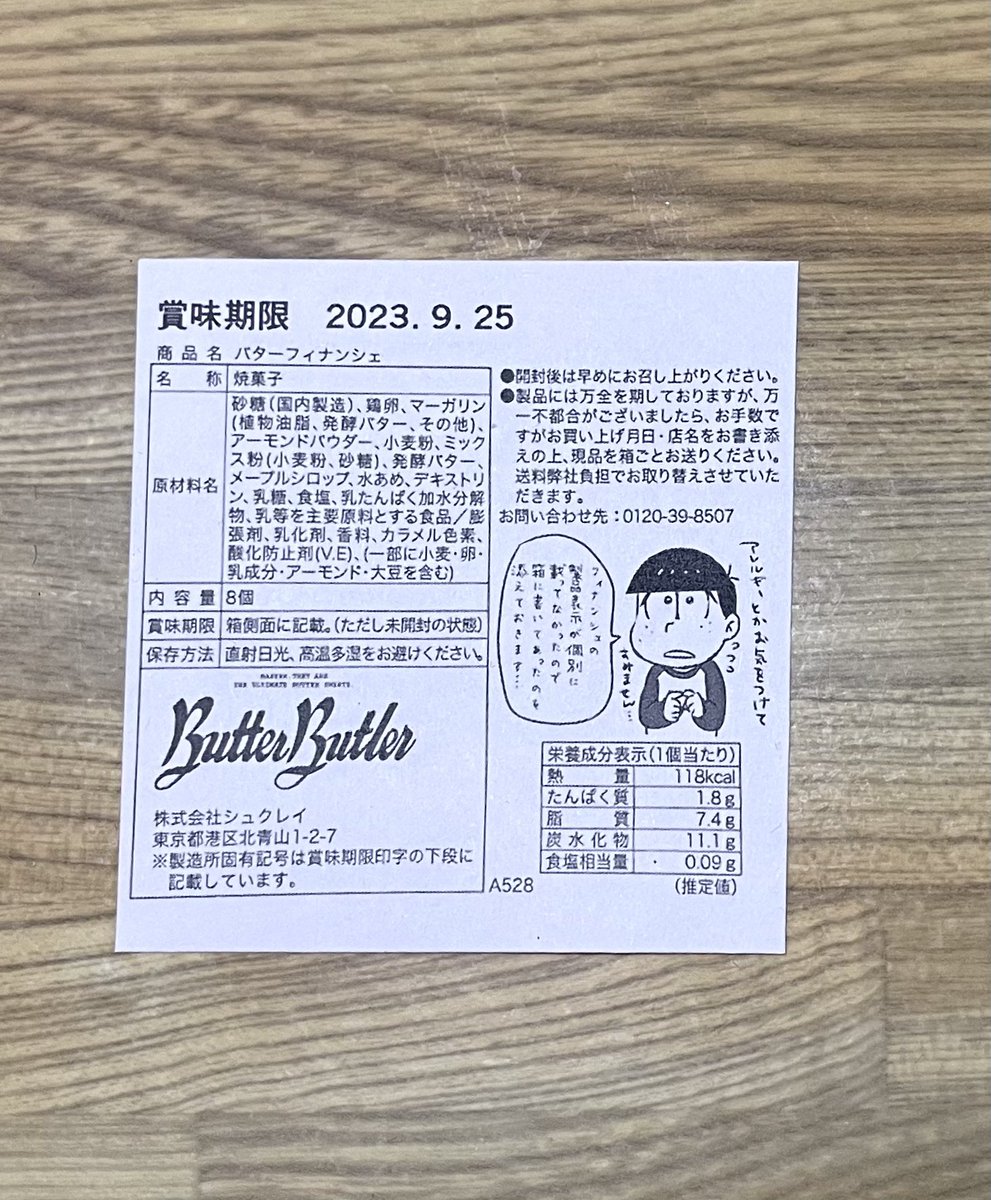 賞味期限 2023. 9. 25
商品名 バターフィナンシェ
名称 焼菓子
原材料名
砂糖(国内製造)、鶏卵、マーガリン
(植物油脂、発酵バター、その他)、
アーモンドパウダー、小麦粉、ミック
ス粉(小麦粉、砂糖)、発酵バター、
メープルシロップ、水あめ、デキストリ
ン、乳糖、食塩、乳たんぱく加水分解
物、乳等を主要原料とする食品／膨
張剤、乳化剤、香料、カラメル色素、
酸化防止剤(V.E)、(一部に小麦・卵・
乳成分・アーモンド・大豆を含む)
内容量 8個
賞味期限 箱側面に記載。(ただし未開封の状態)
保存方法 直射日光、高温多湿をお避けください。
MASTER, THEY ARE
THE ULTIMATE BUTTER SWEETS.
Butter Butler
株式会社シュクレイ
東京都港区北青山1-2-7
※製造所固有記号は賞味期限印字の下段に
記載しています。
●開封後は早めにお召し上がりください。
●製品には万全を期しておりますが、万
一不都合がございましたら、お手数で
すがお買い上げ月日・店名をお書き添
えの上、現品を箱ごとお送りください。
送料弊社負担でお取り替えさせていた
だきます。
お問い合わせ先：0120-39-8507
アレルギーとかお気をつけて
っつつ
フィナンシェの
製品表示が個別に
載ってなかったので
箱に書いてあったのを
添えておきます…
すみません…
栄養成分表示(1個当たり)
熱量 118kcal
たんぱく質 1.8g
脂質 7.4g
炭水化物 11.1g
食塩相当量 0.09g
(推定値)
A528